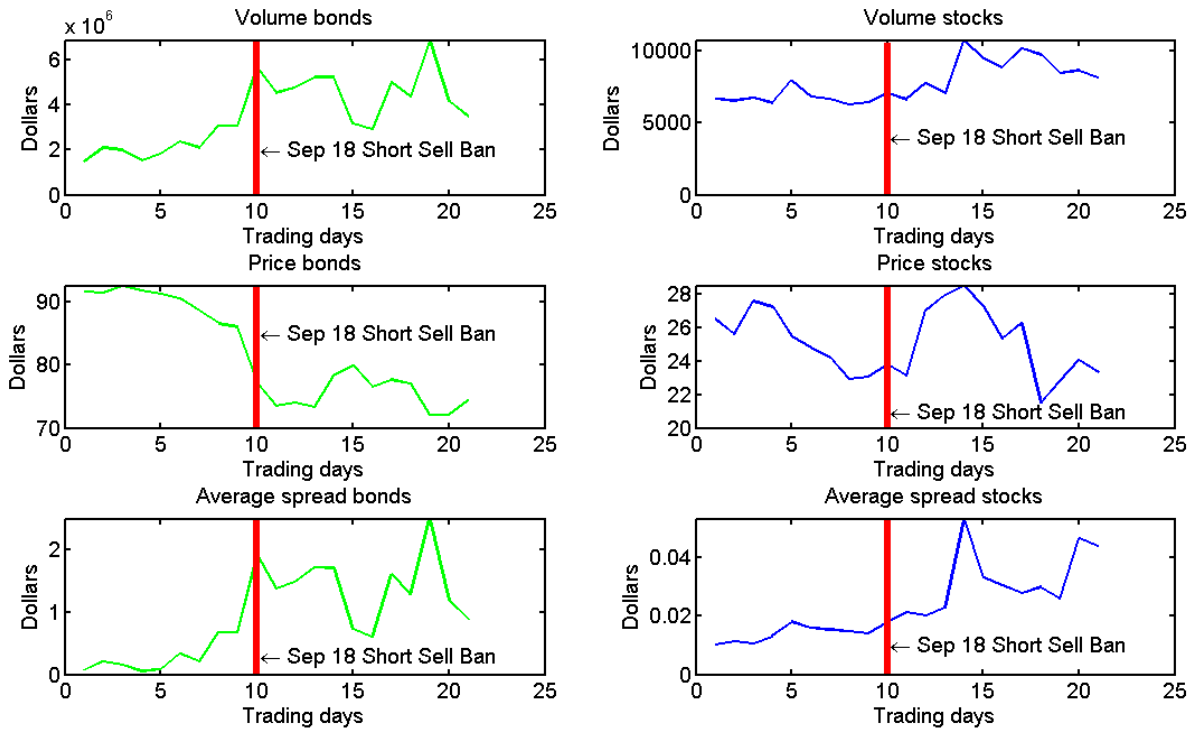 Volume bonds
x 10^6
Dollars
6
4
2
0
← Sep 18 Short Sell Ban
0 5 10 15 20 25
Trading days
Volume stocks
Dollars
10000
5000
0
← Sep 18 Short Sell Ban
0 5 10 15 20 25
Trading days
Price bonds
Dollars
90
80
70
← Sep 18 Short Sell Ban
0 5 10 15 20 25
Trading days
Price stocks
Dollars
28
26
24
22
20
← Sep 18 Short Sell Ban
0 5 10 15 20 25
Trading days
Average spread bonds
Dollars
2
1
0
← Sep 18 Short Sell Ban
0 5 10 15 20 25
Trading days
Average spread stocks
Dollars
0.04
0.02
0
← Sep 18 Short Sell Ban
0 5 10 15 20 25
Trading days